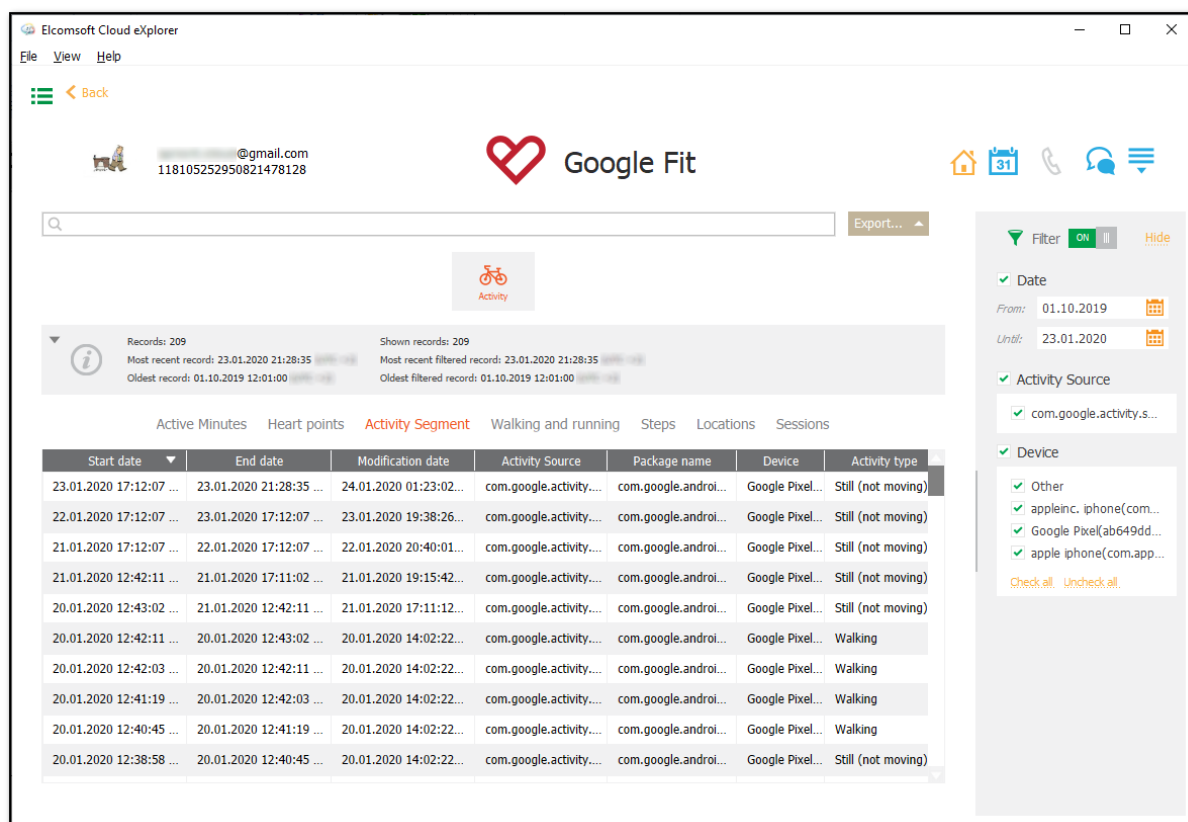 Elcomsoft Cloud eXplorer
File View Help
Back
@gmail.com
118105252950821478128
Google Fit
31
Export...
Filter ON Hide
Activity
Date
From: 01.10.2019
Until: 23.01.2020
Records: 209 Shown records: 209
Most recent record: 23.01.2020 21:28:35 Most recent filtered record: 23.01.2020 21:28:35
Oldest record: 01.10.2019 12:01:00 Oldest filtered record: 01.10.2019 12:01:00
Activity Source
com.google.activity.s...
Device
Other
appleinc. iphone(com...
Google Pixel(ab649dd...
apple iphone(com.app...
Check all Uncheck all
Active Minutes Heart points Activity Segment Walking and running Steps Locations Sessions
Start date End date Modification date Activity Source Package name Device Activity type
23.01.2020 17:12:07 ... 23.01.2020 21:28:35 ... 24.01.2020 01:23:02... com.google.activity.... com.google.androi... Google Pixel... Still (not moving)
22.01.2020 17:12:07 ... 23.01.2020 17:12:07 ... 23.01.2020 19:38:26... com.google.activity.... com.google.androi... Google Pixel... Still (not moving)
21.01.2020 17:12:07 ... 22.01.2020 17:12:07 ... 22.01.2020 20:40:01... com.google.activity.... com.google.androi... Google Pixel... Still (not moving)
21.01.2020 12:42:11 ... 21.01.2020 17:11:02 ... 21.01.2020 19:15:42... com.google.activity.... com.google.androi... Google Pixel... Still (not moving)
20.01.2020 12:43:02 ... 21.01.2020 12:42:11 ... 21.01.2020 17:11:12... com.google.activity.... com.google.androi... Google Pixel... Still (not moving)
20.01.2020 12:42:11 ... 20.01.2020 12:43:02 ... 20.01.2020 14:02:22... com.google.activity.... com.google.androi... Google Pixel... Walking
20.01.2020 12:42:03 ... 20.01.2020 12:42:11 ... 20.01.2020 14:02:22... com.google.activity.... com.google.androi... Google Pixel... Walking
20.01.2020 12:41:19 ... 20.01.2020 12:42:03 ... 20.01.2020 14:02:22... com.google.activity.... com.google.androi... Google Pixel... Walking
20.01.2020 12:40:45 ... 20.01.2020 12:41:19 ... 20.01.2020 14:02:22... com.google.activity.... com.google.androi... Google Pixel... Walking
20.01.2020 12:38:58 ... 20.01.2020 12:40:45 ... 20.01.2020 14:02:22... com.google.activity.... com.google.androi... Google Pixel... Still (not moving)